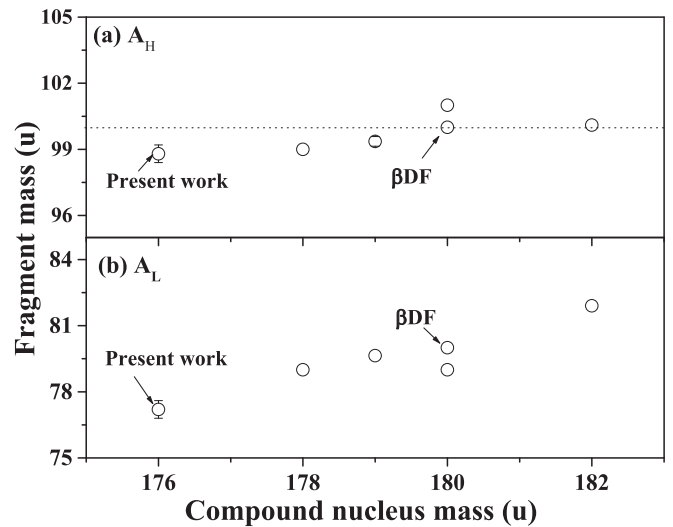 105
(a) A_H
102
99
βDF
Present work
96
Fragment mass (u)
84
(b) A_L
81
βDF
Present work
78
75
176 178 180 182
Compound nucleus mass (u)